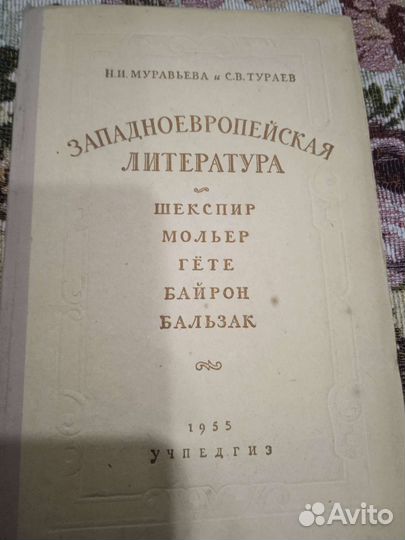 Н.И. МУРАВЬЕВА и С.В. ТУРАЕВ
ЗАПАДНОЕВРОПЕЙСКАЯ
ЛИТЕРАТУРА
ШЕКСПИР
МОЛЬЕР
ГЁТЕ
БАЙРОН
БАЛЬЗАК
1955
УЧПЕДГИЗ
Avito